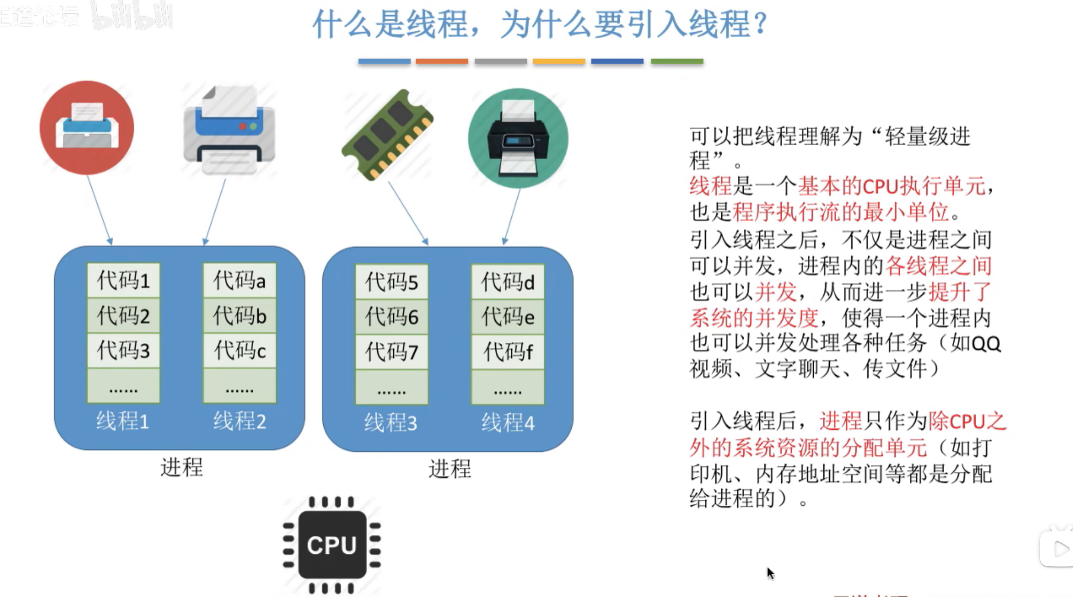 bilibili
什么是线程，为什么要引入线程？
可以把线程理解为“轻量级进
程”。
线程是一个基本的CPU执行单元，
也是程序执行流的最小单位。
引入线程之后，不仅是进程之间
可以并发，进程内的各线程之间
也可以并发，从而进一步提升了
系统的并发度，使得一个进程内
也可以并发处理各种任务（如QQ
视频、文字聊天、传文件）
引入线程后，进程只作为除CPU之
外的系统资源的分配单元（如打
印机、内存地址空间等都是分配
给进程的）。
代码1
代码2
代码3
……
线程1
代码a
代码b
代码c
……
线程2
进程
代码5
代码6
代码7
……
线程3
代码d
代码e
代码f
……
线程4
进程
CPU